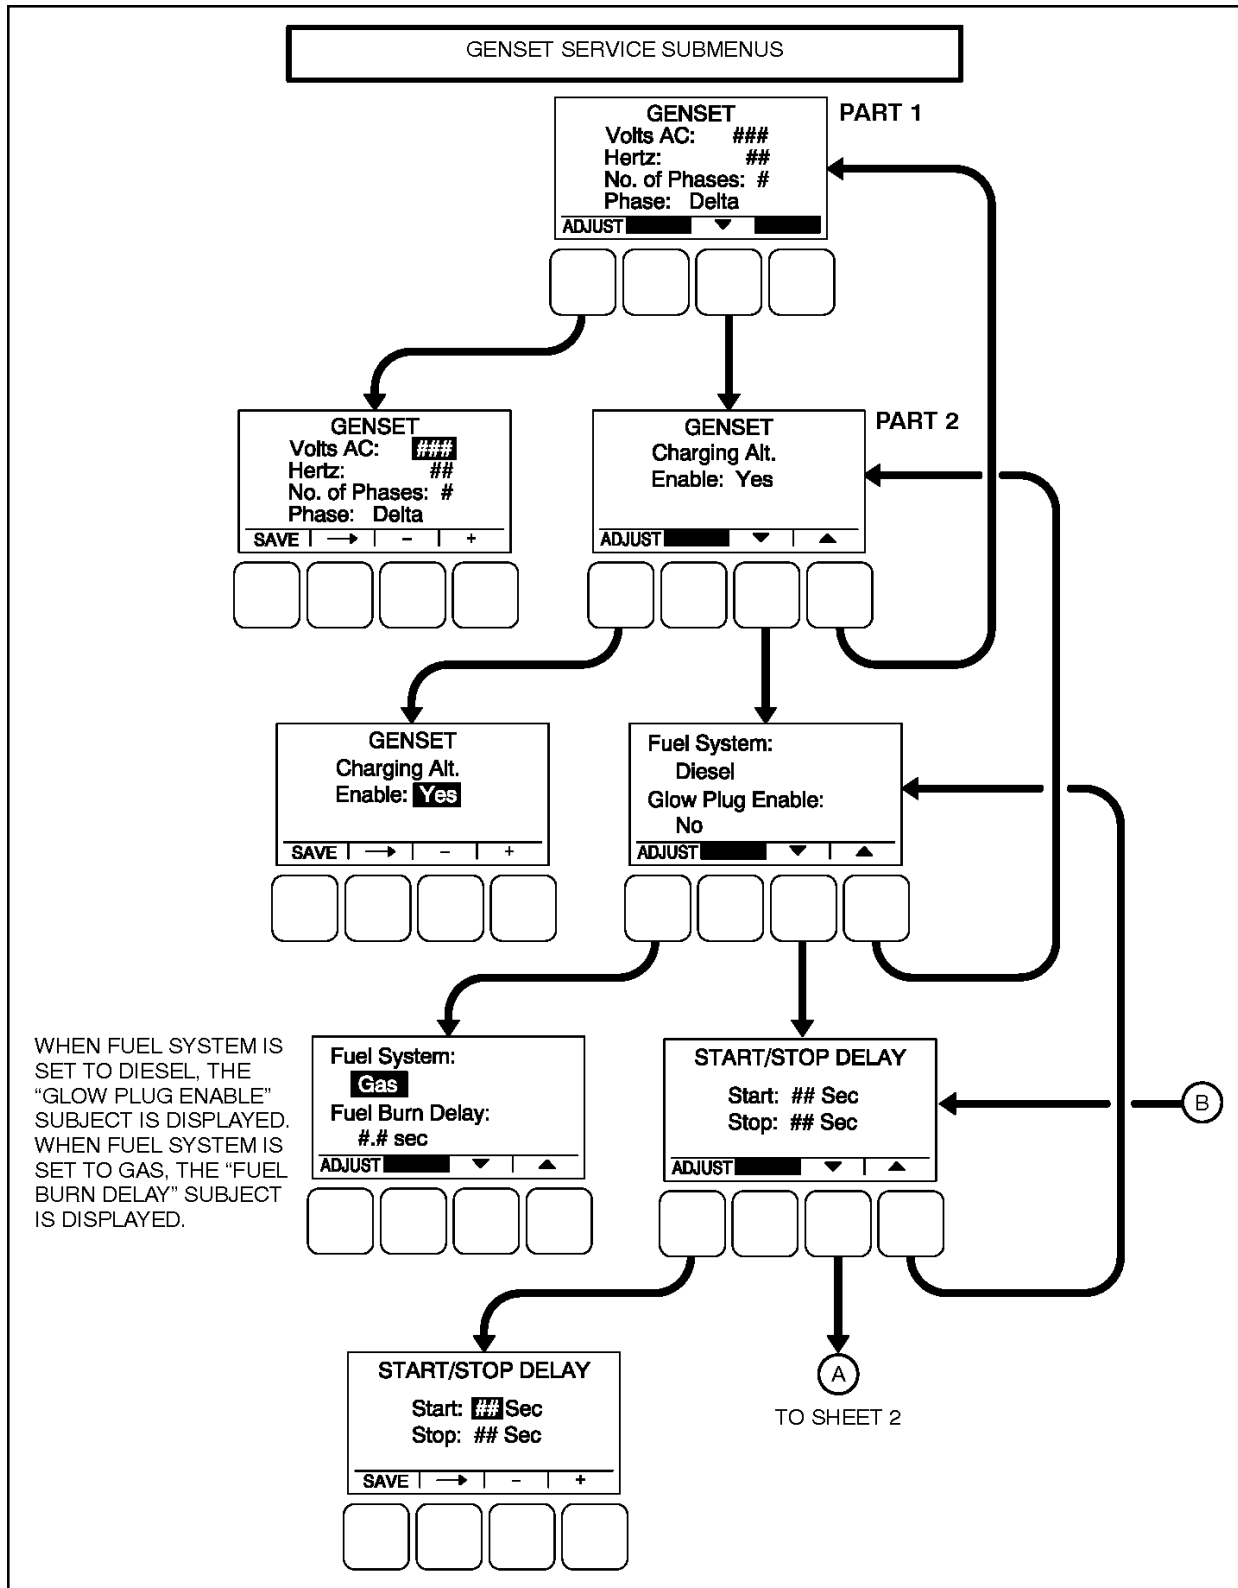 GENSET SERVICE SUBMENUS
GENSET
Volts AC: ###
Hertz: ##
No. of Phases: #
Phase: Delta
ADJUST ▼
PART 1
GENSET
Volts AC: ###
Hertz: ##
No. of Phases: #
Phase: Delta
SAVE | → | - | +
GENSET
Charging Alt.
Enable: Yes
ADJUST ▼ | ▲
PART 2
GENSET
Charging Alt.
Enable: Yes
SAVE | → | - | +
Fuel System:
Diesel
Glow Plug Enable:
No
ADJUST ▼ | ▲
WHEN FUEL SYSTEM IS
SET TO DIESEL, THE
“GLOW PLUG ENABLE”
SUBJECT IS DISPLAYED.
WHEN FUEL SYSTEM IS
SET TO GAS, THE “FUEL
BURN DELAY” SUBJECT
IS DISPLAYED.
Fuel System:
Gas
Fuel Burn Delay:
#.# sec
ADJUST ▼ | ▲
START/STOP DELAY
Start: ## Sec
Stop: ## Sec
ADJUST ▼ | ▲
B
START/STOP DELAY
Start: ## Sec
Stop: ## Sec
SAVE | → | - | +
A
TO SHEET 2